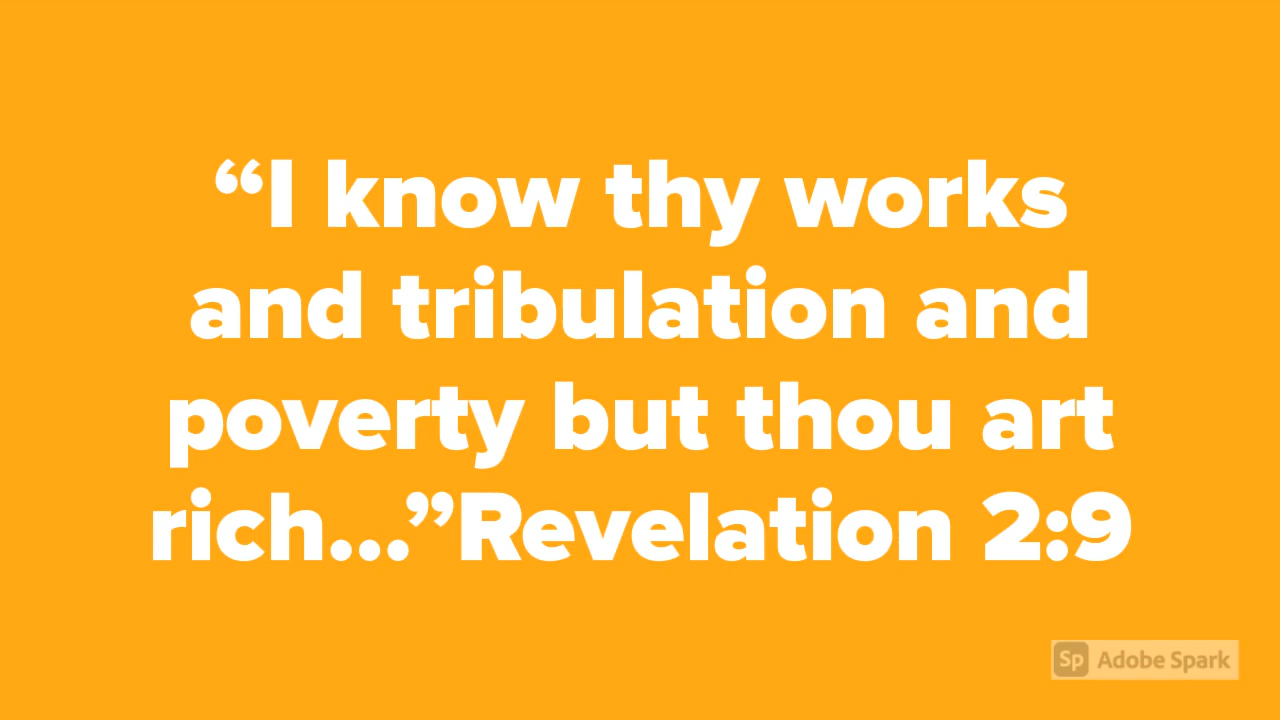 “I know thy works
and tribulation and
poverty but thou art
rich...”Revelation 2:9
Sp Adobe Spark